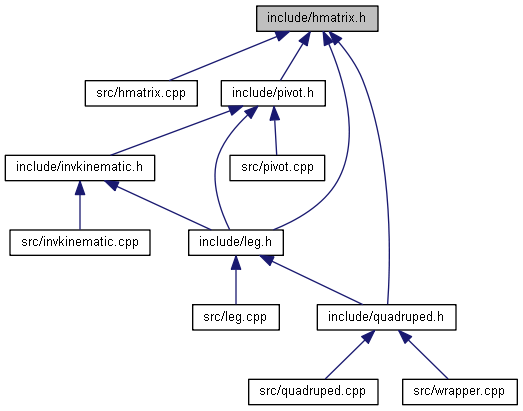 include/hmatrix.h
src/hmatrix.cpp
include/pivot.h
include/invkinematic.h
src/pivot.cpp
src/invkinematic.cpp
include/leg.h
src/leg.cpp
include/quadruped.h
src/quadruped.cpp
src/wrapper.cpp